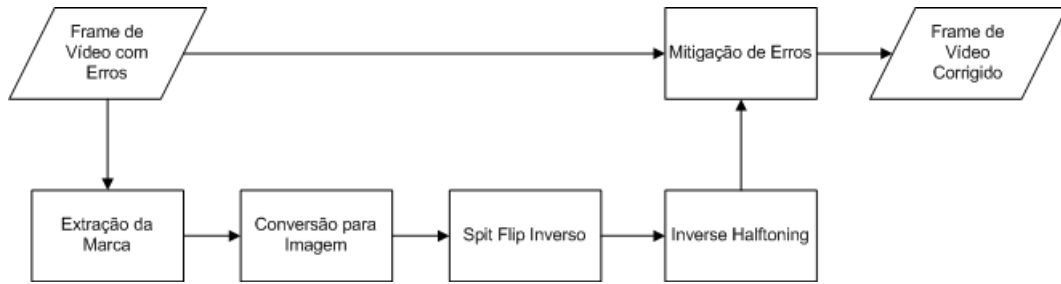 Frame de
Vídeo com
Erros
Mitigação de Erros
Frame de
Vídeo
Corrigido
Extração da
Marca
Conversão para
Imagem
Spit Flip Inverso
Inverse Halftoning